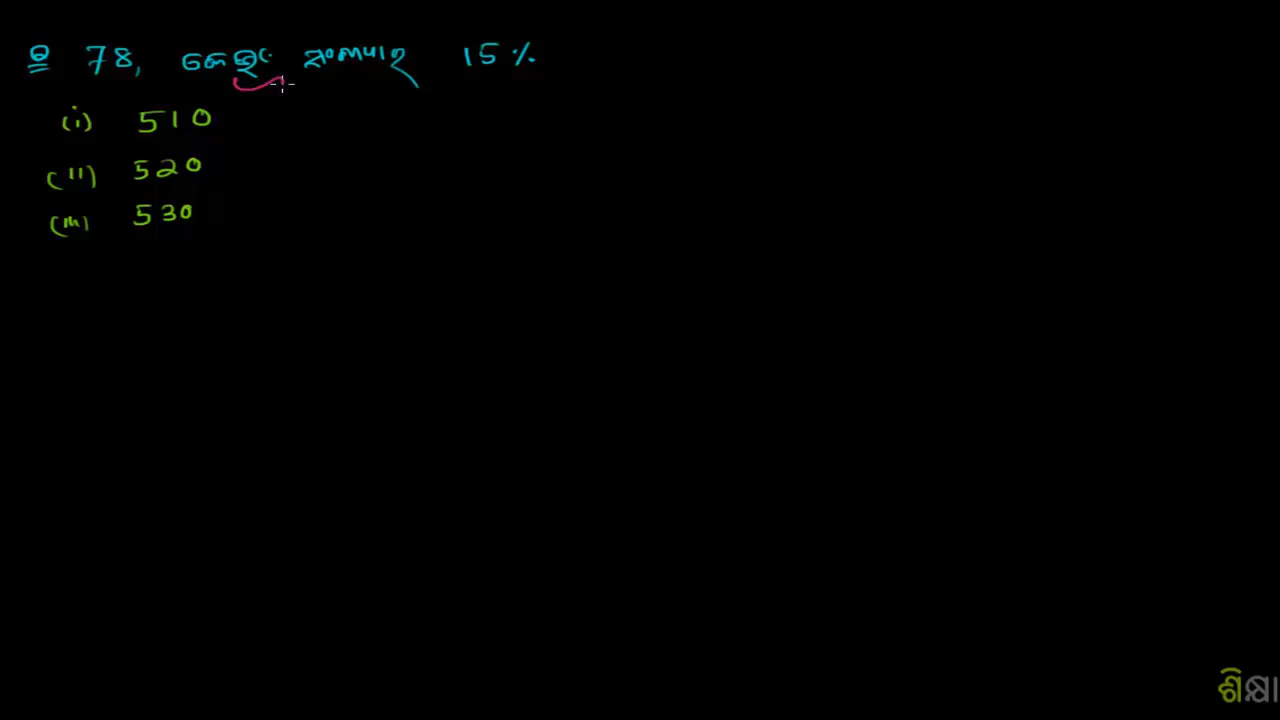 Q 78, କେଉଁ ସଂଖ୍ୟାର 15 %
(i) 510
(ii) 520
(iii) 530
ଶିକ୍ଷା